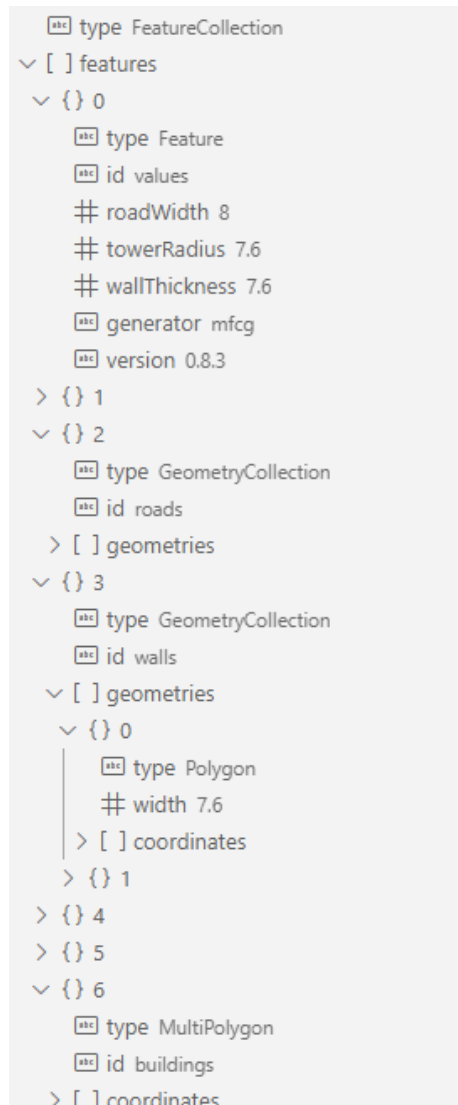 type FeatureCollection
[ ] features
{} 0
type Feature
id values
# roadWidth 8
# towerRadius 7.6
# wallThickness 7.6
generator mfcg
version 0.8.3
{} 1
{} 2
type GeometryCollection
id roads
[ ] geometries
{} 3
type GeometryCollection
id walls
[ ] geometries
{} 0
type Polygon
# width 7.6
[ ] coordinates
{} 1
{} 4
{} 5
{} 6
type MultiPolygon
id buildings
[ ] coordinates